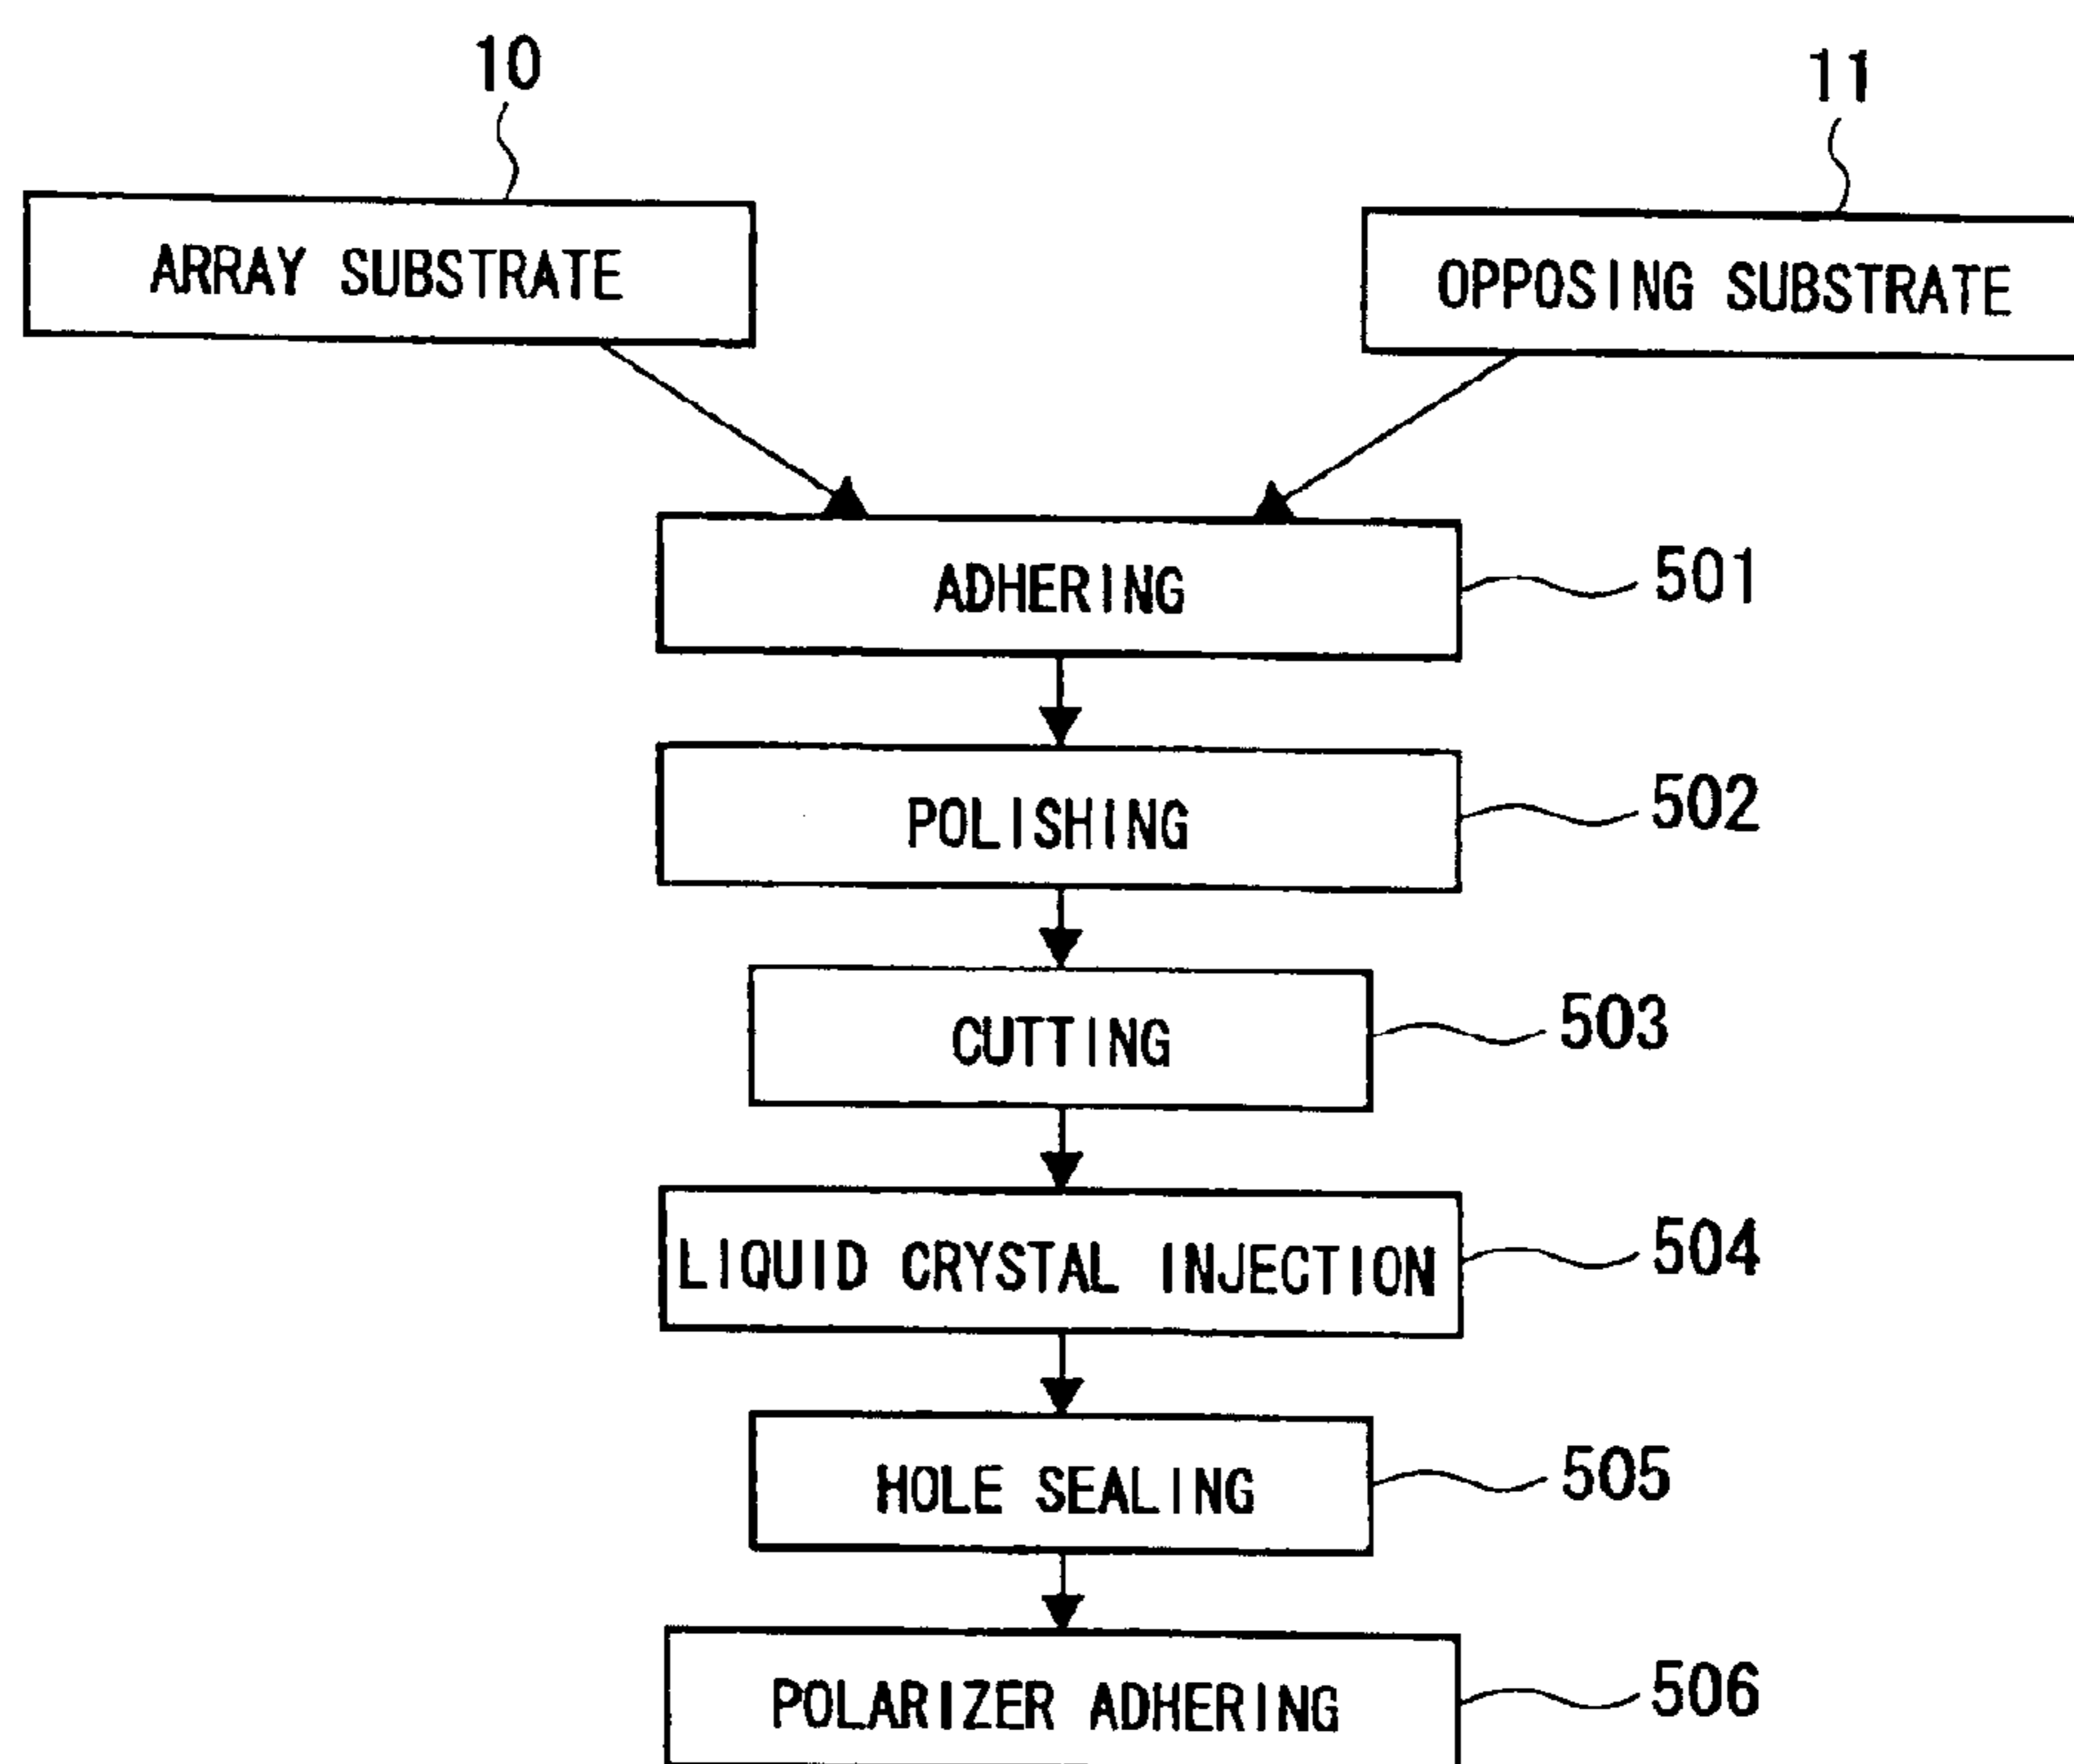 10
11
ARRAY SUBSTRATE
OPPOSING SUBSTRATE
ADHERING
501
POLISHING
502
CUTTING
503
LIQUID CRYSTAL INJECTION
504
HOLE SEALING
505
POLARIZER ADHERING
506